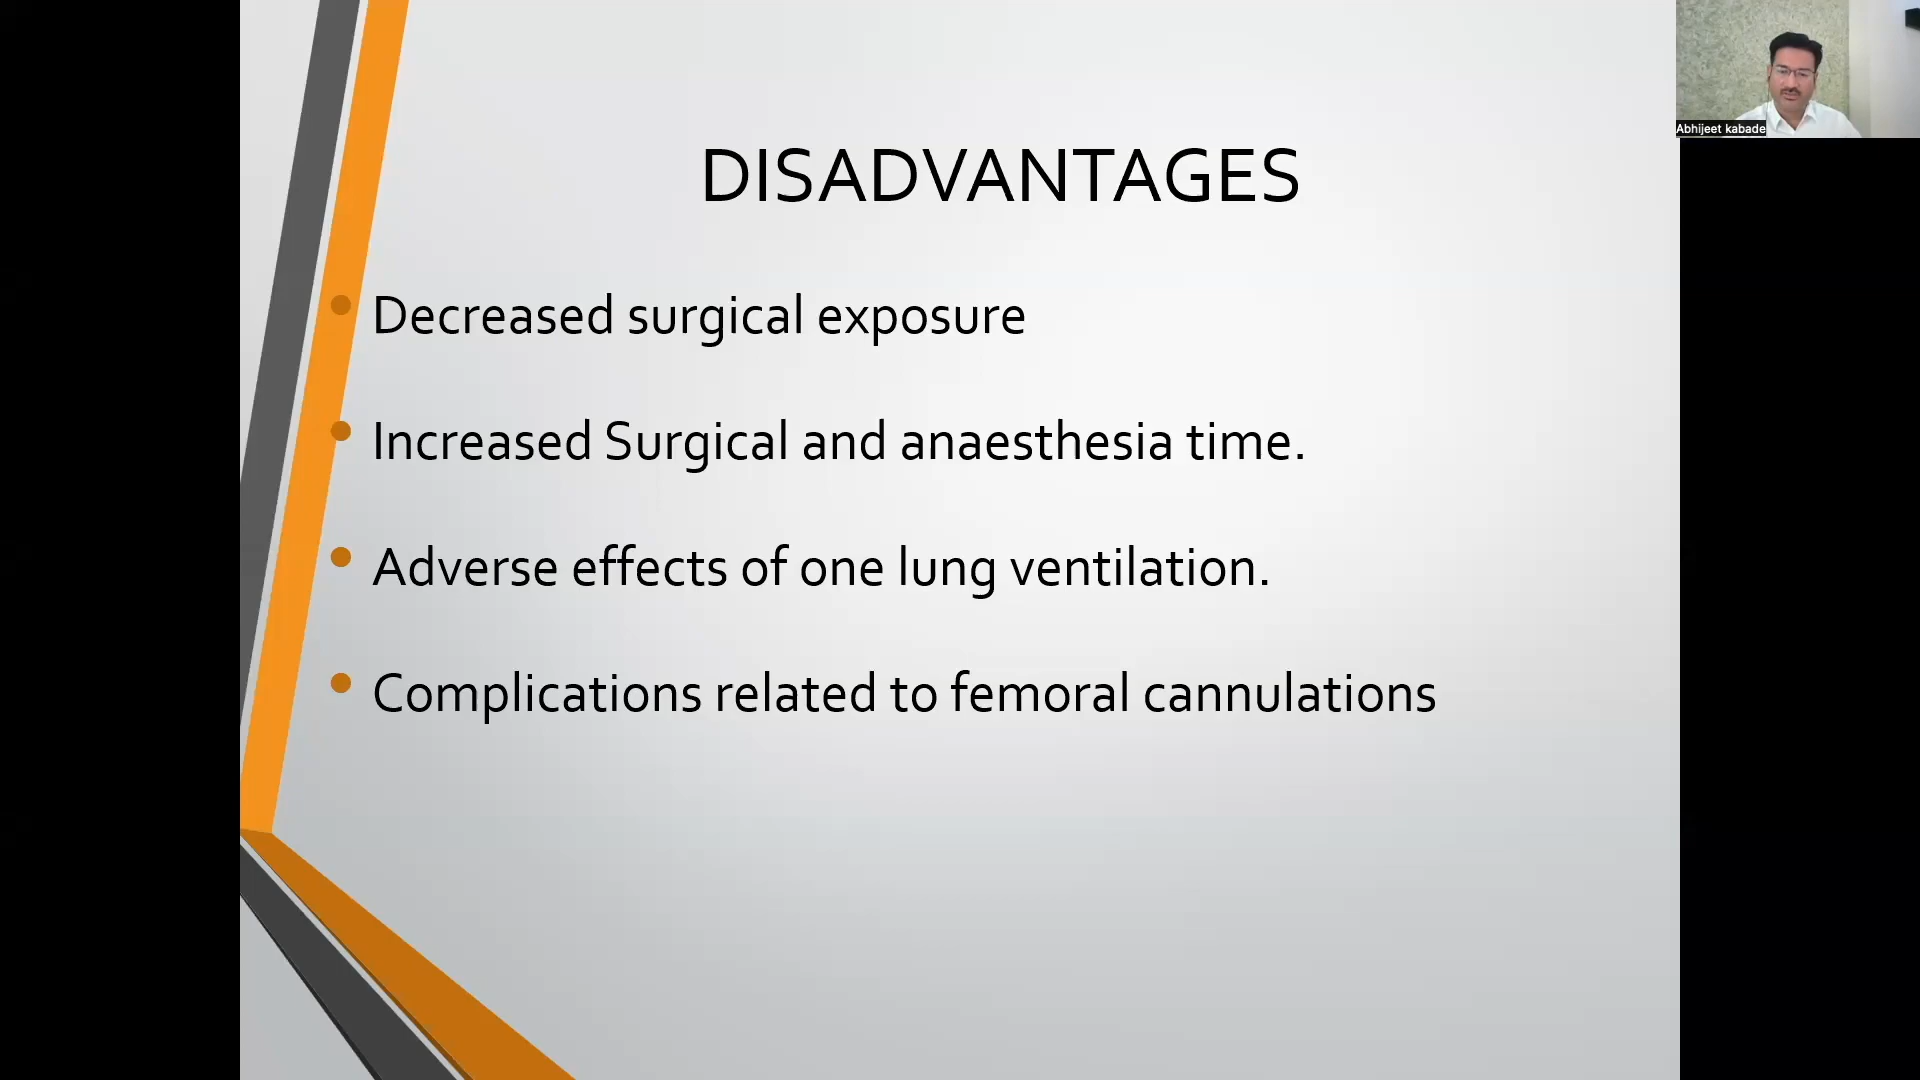 DISADVANTAGES
Decreased surgical exposure
Increased Surgical and anaesthesia time.
Adverse effects of one lung ventilation.
Complications related to femoral cannulations
Abhijeet kabade